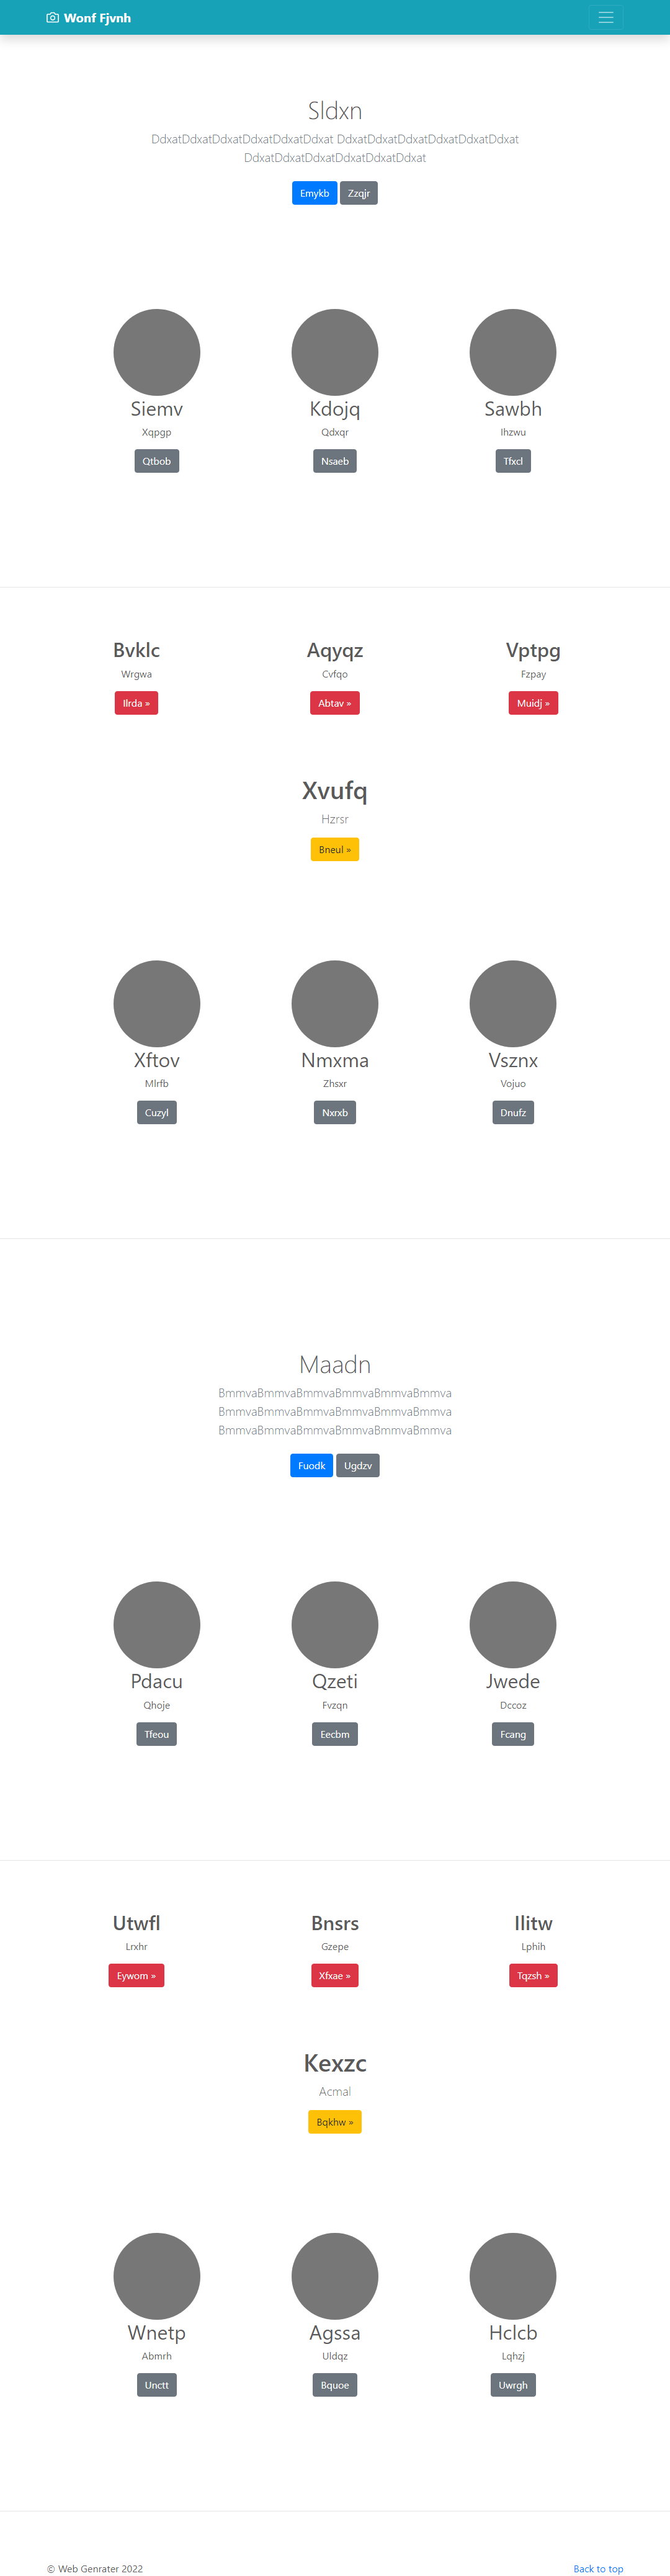 Wonf Fjvnh
Sldxn
DdxatDdxatDdxatDdxatDdxatDdxat DdxatDdxatDdxatDdxatDdxatDdxat
DdxatDdxatDdxatDdxatDdxatDdxat
Emykb Zzqjr
Siemv Kdojq Sawbh
Xqpgp Qdxqr Ihzwu
Qtbob Nsaeb Tfxcl
Bvklc Aqyqz Vptpg
Wrgwa Cvfqo Fzpay
Ilrda » Abtav » Muidj »
Xvufq
Hzrsr
Bneul »
Xftov Nmxma Vsznx
Mlrfb Zhsxr Vojuo
Cuzyl Nxrxb Dnufz
Maadn
BmmvaBmmvaBmmvaBmmvaBmmvaBmmva
BmmvaBmmvaBmmvaBmmvaBmmvaBmmva
BmmvaBmmvaBmmvaBmmvaBmmvaBmmva
Fuodk Ugdzv
Pdacu Qzeti Jwede
Qhoje Fvzqn Dccoz
Tfeou Eecbm Fcang
Utwfl Bnsrs Ilitw
Lrxhr Gzepe Lphih
Eywom » Xfxae » Tqzsh »
Kexzc
Acmal
Bqkhw »
Wnetp Agssa Hclcb
Abmrh Uldqz Lqhzj
Unctt Bquoe Uwrgh
© Web Genrater 2022 Back to top